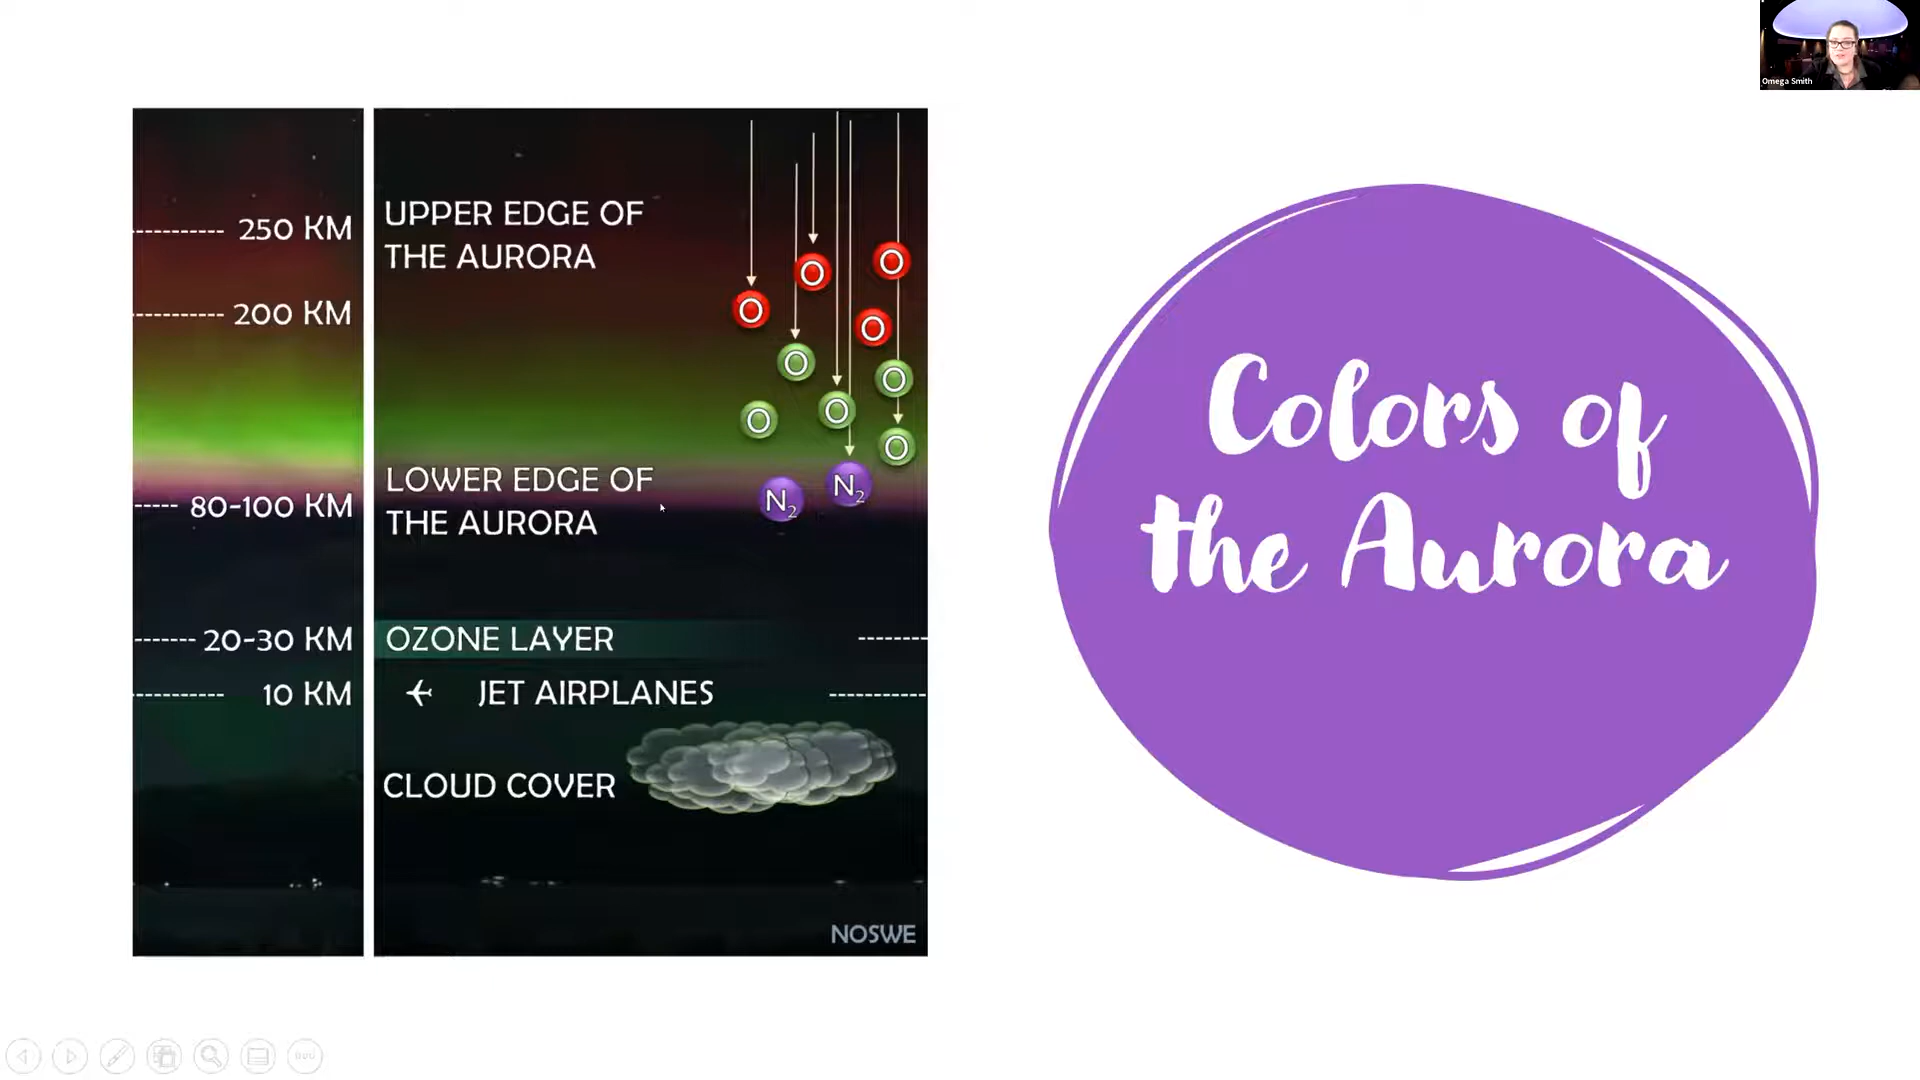 Omega Smith
250 KM
UPPER EDGE OF
THE AURORA
200 KM
O
O
O
O
O
O
O
O
O
LOWER EDGE OF
THE AURORA
80-100 KM
N2
N2
20-30 KM
OZONE LAYER
10 KM
JET AIRPLANES
CLOUD COVER
NOSWE
Colors of
the Aurora